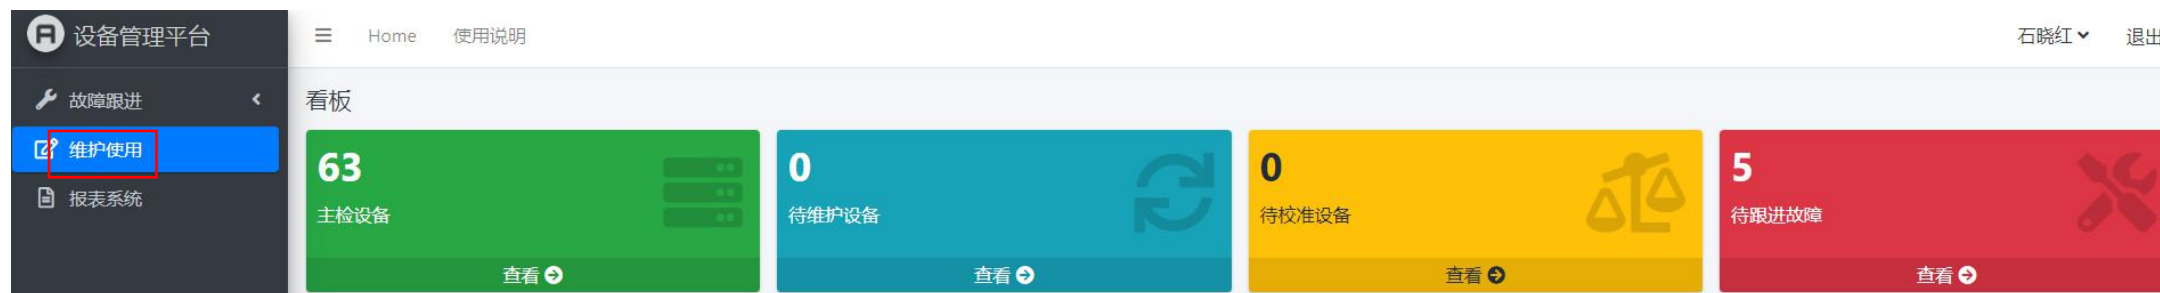 设备管理平台
Home 使用说明
石晓红 退出
故障跟进
维护使用
报表系统
看板
63
主检设备
查看
0
待维护设备
查看
0
待校准设备
查看
5
待跟进故障
查看